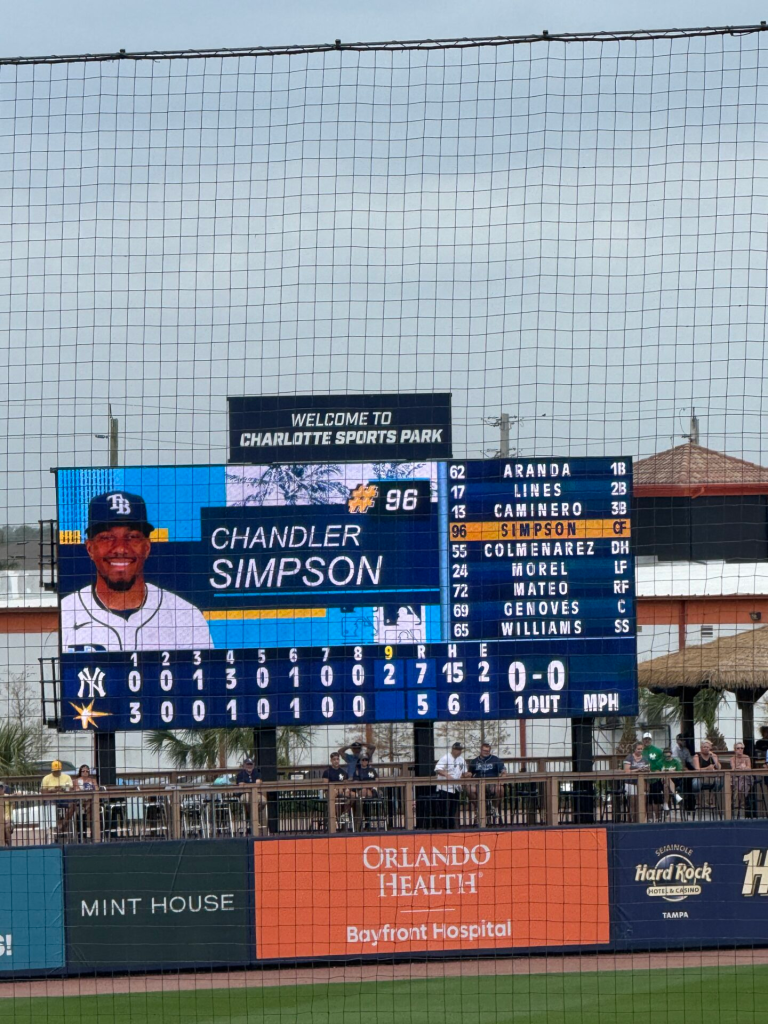 WELCOME TO
CHARLOTTE SPORTS PARK
# 96
CHANDLER
SIMPSON
62 ARANDA 1B
17 LINES 2B
13 CAMINERO 3B
96 SIMPSON CF
55 COLMENAREZ DH
24 MOREL LF
72 MATEO RF
69 GENOVÉS C
65 WILLIAMS SS
TB
1 2 3 4 5 6 7 8 9 R H E
NY 0 0 1 3 0 1 0 0 2 7 15 2 0-0
3 0 0 1 0 1 0 0 5 6 1 1 OUT MPH
S!
MINT HOUSE
ORLANDO
HEALTH®
Bayfront Hospital
SEMINOLE
Hard Rock
HOTEL & CASINO
TAMPA
H